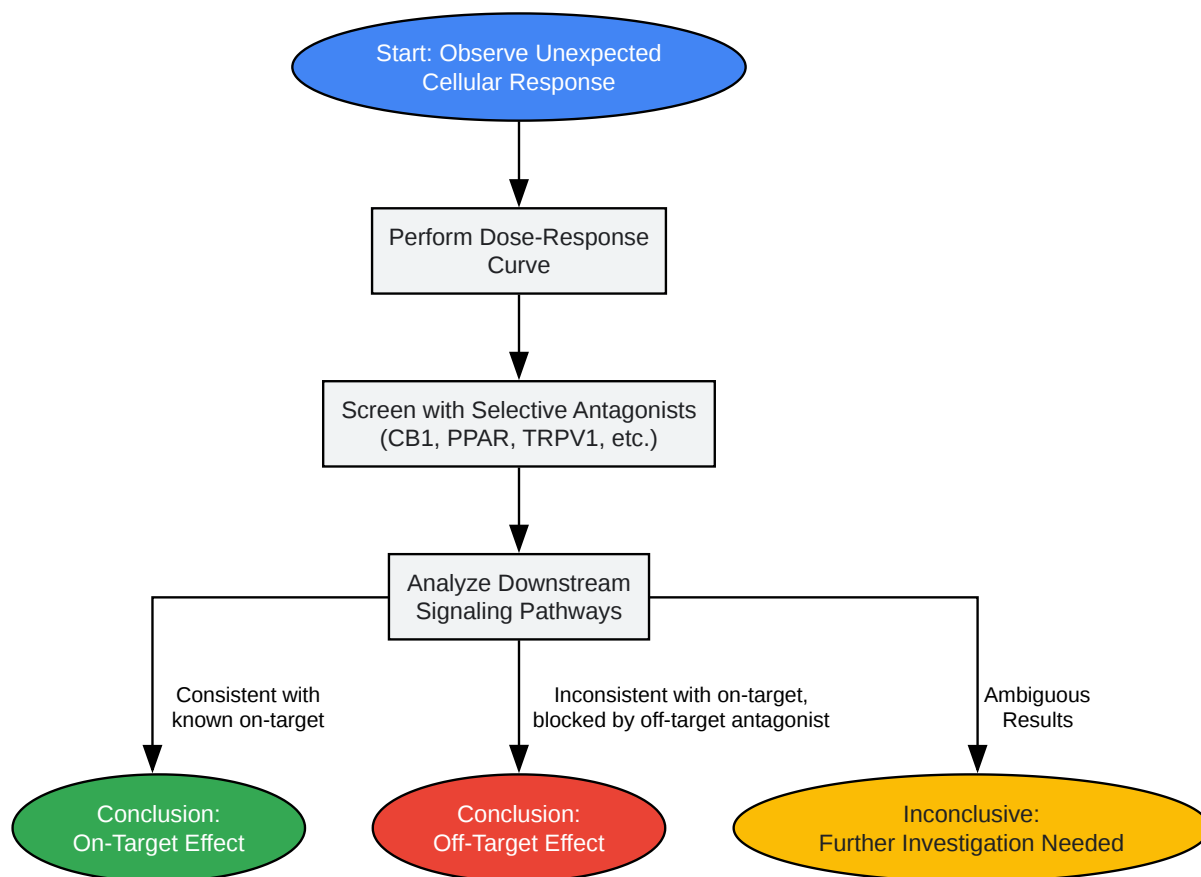 Start: Observe Unexpected
Cellular Response
Perform Dose-Response
Curve
Screen with Selective Antagonists
(CB1, PPAR, TRPV1, etc.)
Analyze Downstream
Signaling Pathways
Consistent with
known on-target
Inconsistent with on-target,
blocked by off-target antagonist
Ambiguous
Results
Conclusion:
On-Target Effect
Conclusion:
Off-Target Effect
Inconclusive:
Further Investigation Needed